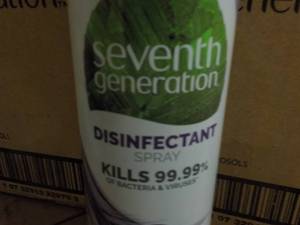 seventh
generation
DISINFECTANT
SPRAY
KILLS 99.99%
OF BACTERIA & VIRUSES*